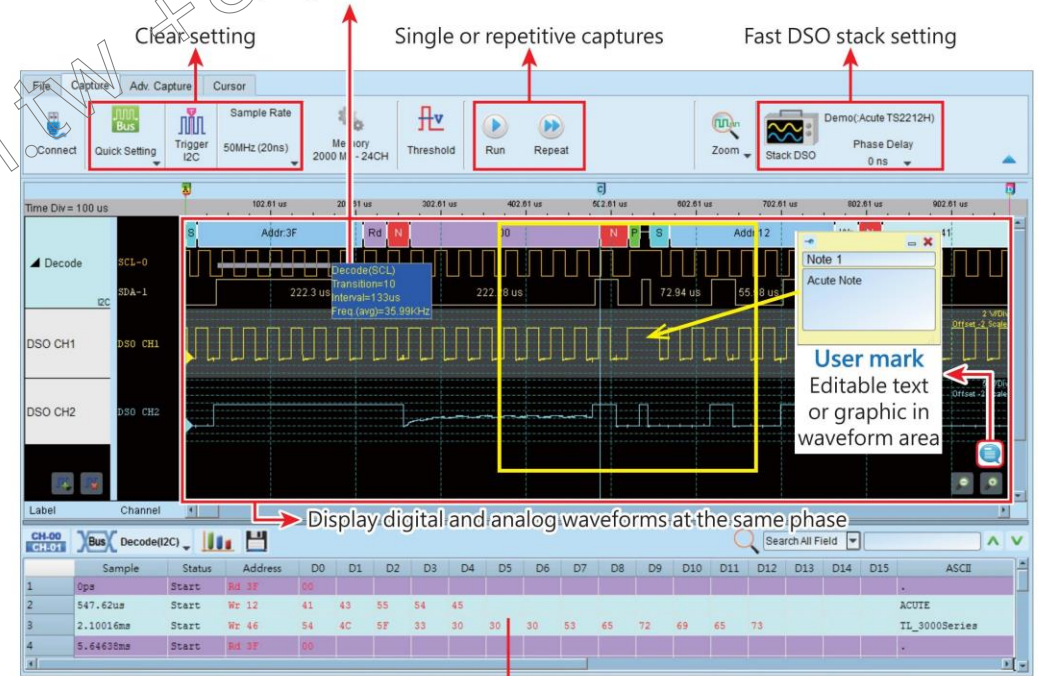 Clear setting
Single or repetitive captures
Fast DSO stack setting
File Capture Adv. Capture Cursor
Connect
Bus
Quick Setting
Trigger
I2C
Sample Rate
50MHz (20ns)
Memory
2000 M - 24CH
Threshold
Run
Repeat
Zoom
Stack DSO
Demo(:Acute TS2212H)
Phase Delay
0 ns
Time Div = 100 us
102.61 us 302.61 us 402.61 us 602.61 us 702.61 us 802.61 us 902.61 us
S Addr:3F Rd N 00 N P S
Decode
I2C
SCL-0
SDA-1
222.3 us
72.94 us
Decode(SCL)
Transition=10
Interval=133us
Freq.(avg)=35.99KHz
Note 1
Acute Note
User mark
Editable text
or graphic in
waveform area
DSO CH1 DSO CH1
DSO CH2 DSO CH2
Label Channel
Display digital and analog waveforms at the same phase
CH-00
CH-01
Bus Decode(I2C)
Search All Field
Sample Status Address D0 D1 D2 D3 D4 D5 D6 D7 D8 D9 D10 D11 D12 D13 D14 D15 ASCII
1 0ps Start Rd 3F 00 .
2 547.62us Start Wr 12 41 43 55 54 45 ACUTE
3 2.10016ms Start Wr 46 54 4C 5F 33 30 30 30 53 65 72 69 65 73 TL_3000Series
4 5.64638ms Start Rd 3F 00 .